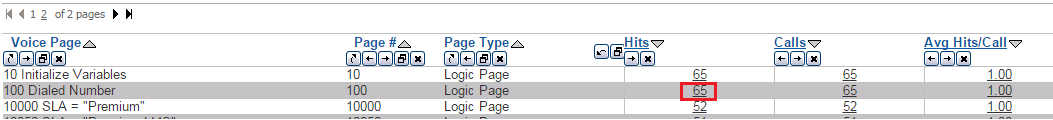 1 2 of 2 pages
Voice Page Page # Page Type Hits Calls Avg Hits/Call
10 Initialize Variables 10 Logic Page 65 65 1.00
100 Dialed Number 100 Logic Page 65 65 1.00
10000 SLA = "Premium" 10000 Logic Page 52 52 1.00